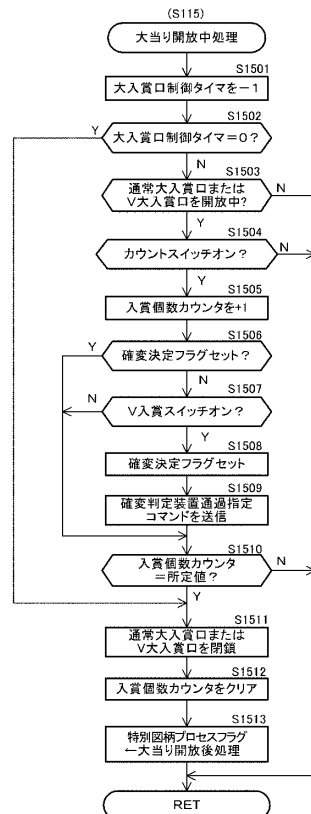 (S115)
大当り開放中処理
S1501
大入賞口制御タイマを－1
S1502
Y
大入賞口制御タイマ＝0？
N
S1503
通常大入賞口または
V大入賞口を開放中?
N
Y
S1504
カウントスイッチオン？
N
Y
S1505
入賞個数カウンタを+1
S1506
Y
確変決定フラグセット？
N
S1507
N
V入賞スイッチオン？
Y
S1508
確変決定フラグセット
S1509
確変判定装置通過指定
コマンドを送信
S1510
入賞個数カウンタ
＝所定値？
N
Y
S1511
通常大入賞口または
V大入賞口を閉鎖
S1512
入賞個数カウンタをクリア
S1513
特別図柄プロセスフラグ
←大当り開放後処理
RET